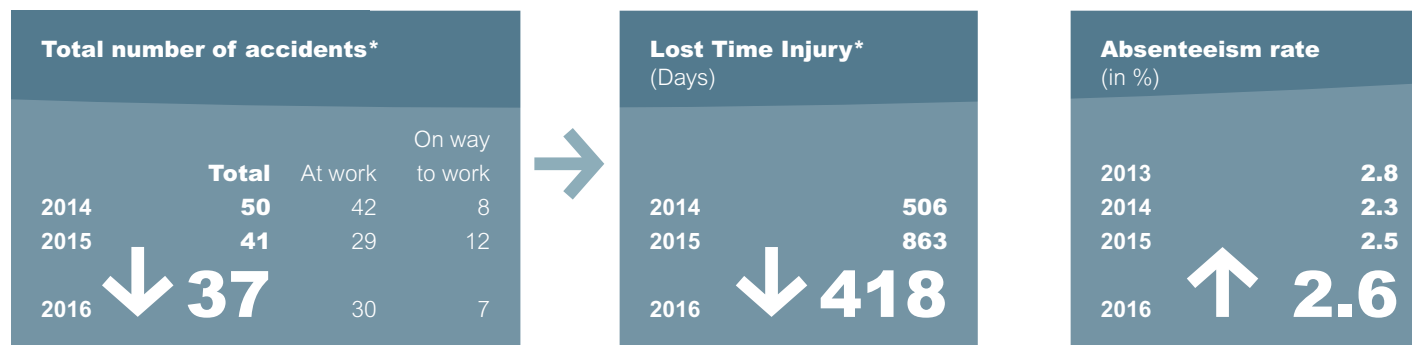 Total number of accidents*
On way
Total At work to work
2014 50 42 8
2015 41 29 12
2016 37 30 7
Lost Time Injury*
(Days)
2014 506
2015 863
2016 418
Absenteeism rate
(in %)
2013 2.8
2014 2.3
2015 2.5
2016 2.6